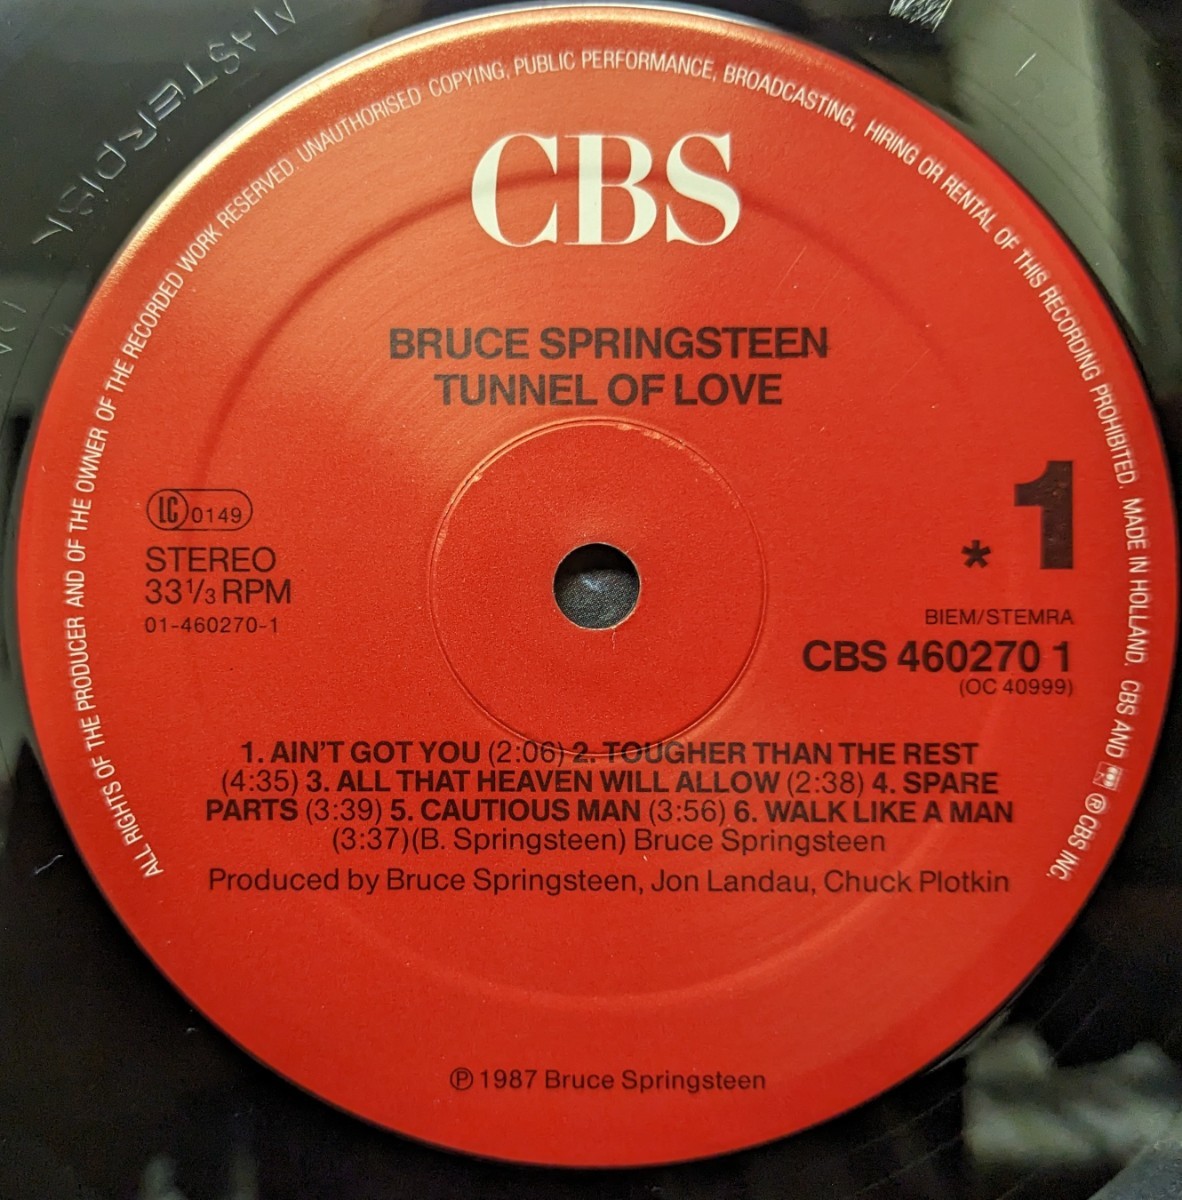 MASTERDISK
ALL RIGHTS OF THE PRODUCER AND OF THE OWNER OF THE RECORDED WORK RESERVED. UNAUTHORISED COPYING, PUBLIC PERFORMANCE, BROADCASTING, HIRING OR RENTAL OF THIS RECORDING PROHIBITED. MADE IN HOLLAND. CBS AND ® CBS INC.
CBS
BRUCE SPRINGSTEEN
TUNNEL OF LOVE
LC 0149
STEREO
33 1/3 RPM
01-460270-1
* 1
BIEM/STEMRA
CBS 460270 1
(OC 40999)
1. AIN'T GOT YOU (2:06) 2. TOUGHER THAN THE REST
(4:35) 3. ALL THAT HEAVEN WILL ALLOW (2:38) 4. SPARE
PARTS (3:39) 5. CAUTIOUS MAN (3:56) 6. WALK LIKE A MAN
(3:37)(B. Springsteen) Bruce Springsteen
Produced by Bruce Springsteen, Jon Landau, Chuck Plotkin
℗ 1987 Bruce Springsteen